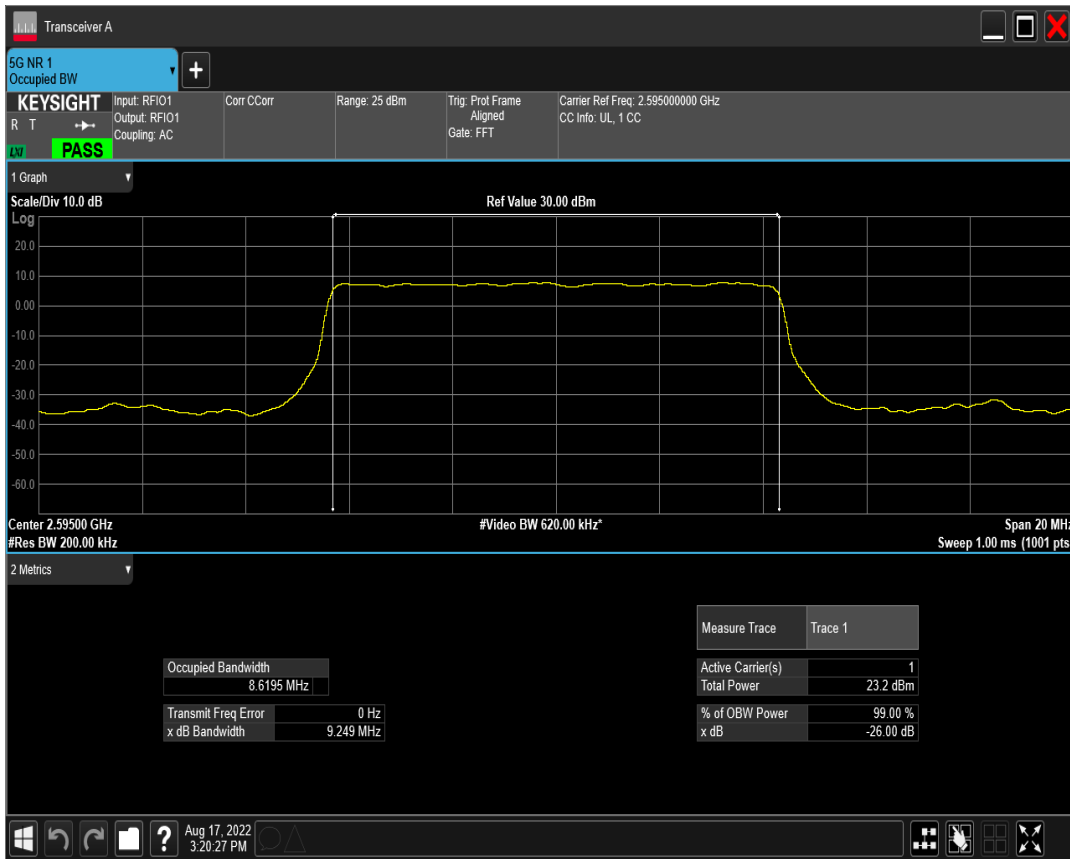 Transceiver A
5G NR 1
Occupied BW
KEYSIGHT
R T
LXI
PASS
Input: RFIO1
Output: RFIO1
Coupling: AC
Corr CCorr
Range: 25 dBm
Trig: Prot Frame
Aligned
Gate: FFT
Carrier Ref Freq: 2.595000000 GHz
CC Info: UL, 1 CC
1 Graph
Scale/Div 10.0 dB
Ref Value 30.00 dBm
Log
20.0
10.0
0.00
-10.0
-20.0
-30.0
-40.0
-50.0
-60.0
Center 2.59500 GHz
#Video BW 620.00 kHz*
Span 20 MHz
#Res BW 200.00 kHz
Sweep 1.00 ms (1001 pts
2 Metrics
Measure Trace Trace 1
Occupied Bandwidth
8.6195 MHz
Active Carrier(s) 1
Total Power 23.2 dBm
Transmit Freq Error 0 Hz
x dB Bandwidth 9.249 MHz
% of OBW Power 99.00 %
x dB -26.00 dB
?
Aug 17, 2022
3:20:27 PM